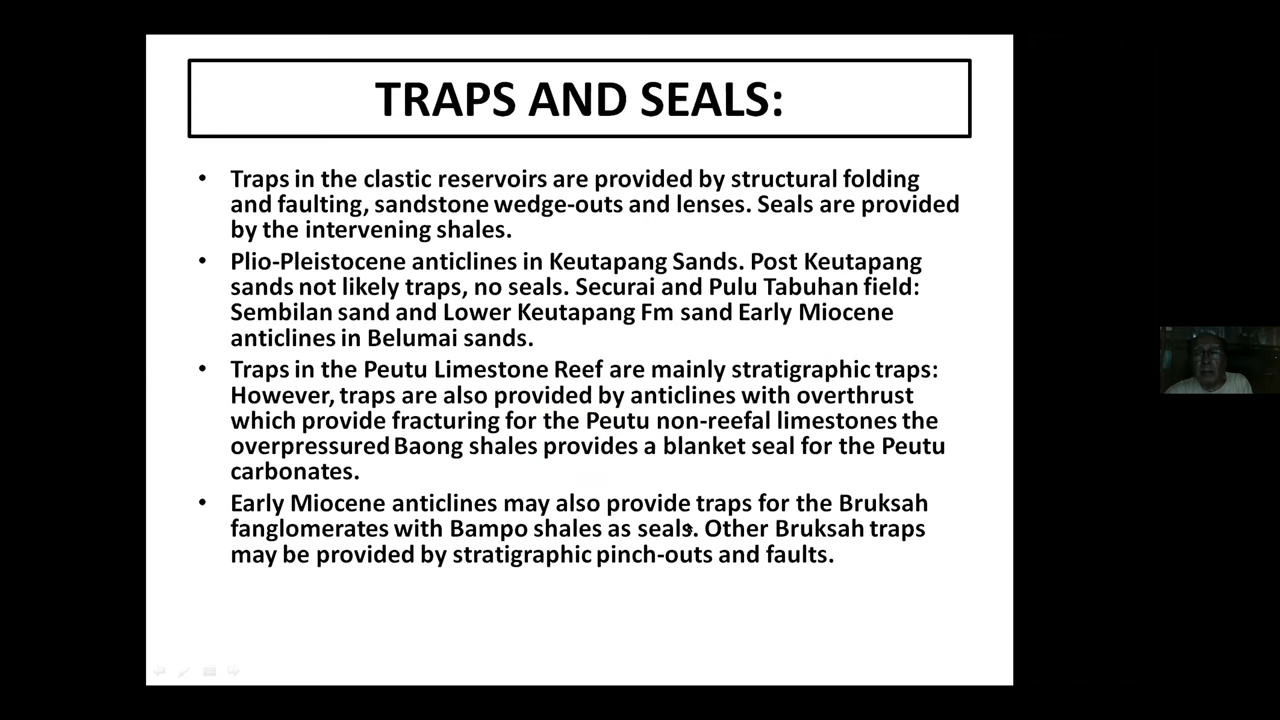 TRAPS AND SEALS:
• Traps in the clastic reservoirs are provided by structural folding
and faulting, sandstone wedge-outs and lenses. Seals are provided
by the intervening shales.
• Plio-Pleistocene anticlines in Keutapang Sands. Post Keutapang
sands not likely traps, no seals. Securai and Pulu Tabuhan field:
Sembilan sand and Lower Keutapang Fm sand Early Miocene
anticlines in Belumai sands.
• Traps in the Peutu Limestone Reef are mainly stratigraphic traps:
However, traps are also provided by anticlines with overthrust
which provide fracturing for the Peutu non-reefal limestones the
overpressured Baong shales provides a blanket seal for the Peutu
carbonates.
• Early Miocene anticlines may also provide traps for the Bruksah
fanglomerates with Bampo shales as seals. Other Bruksah traps
may be provided by stratigraphic pinch-outs and faults.